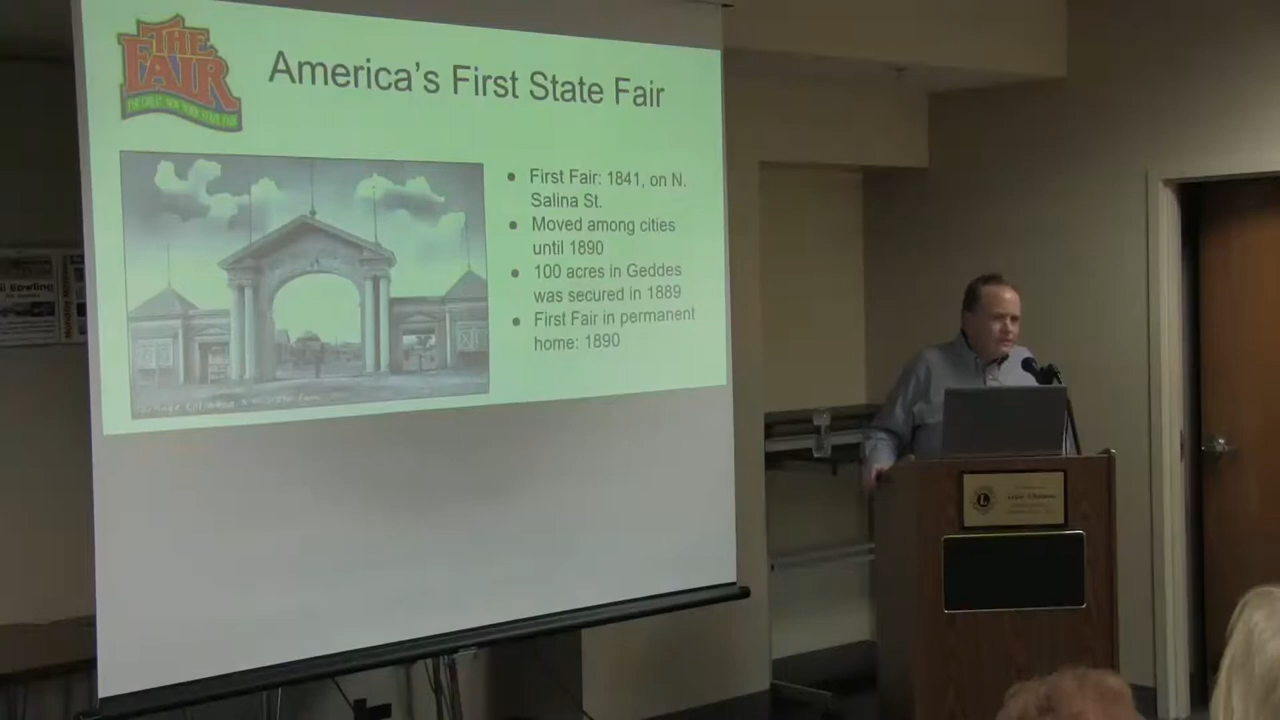 THE
FAIR
THE GREAT NEW YORK STATE FAIR
America's First State Fair
• First Fair: 1841, on N.
Salina St.
• Moved among cities
until 1890
• 100 acres in Geddes
was secured in 1889
• First Fair in permanent
home: 1890
Bowling
L